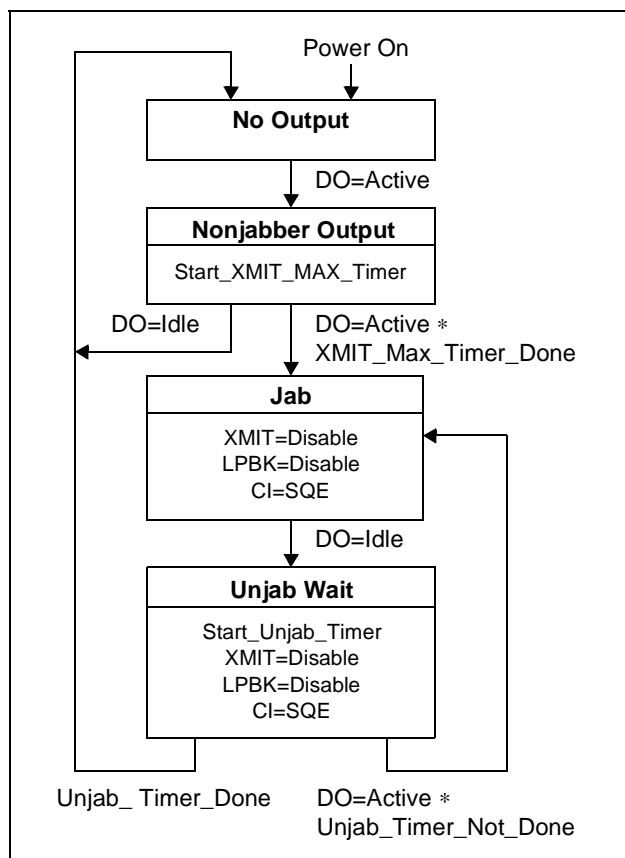 Power On
No Output
DO=Active
Nonjabber Output
Start_XMIT_MAX_Timer
DO=Idle
DO=Active *
XMIT_Max_Timer_Done
Jab
XMIT=Disable
LPBK=Disable
CI=SQE
DO=Idle
Unjab Wait
Start_Unjab_Timer
XMIT=Disable
LPBK=Disable
CI=SQE
Unjab_ Timer_Done
DO=Active *
Unjab_Timer_Not_Done